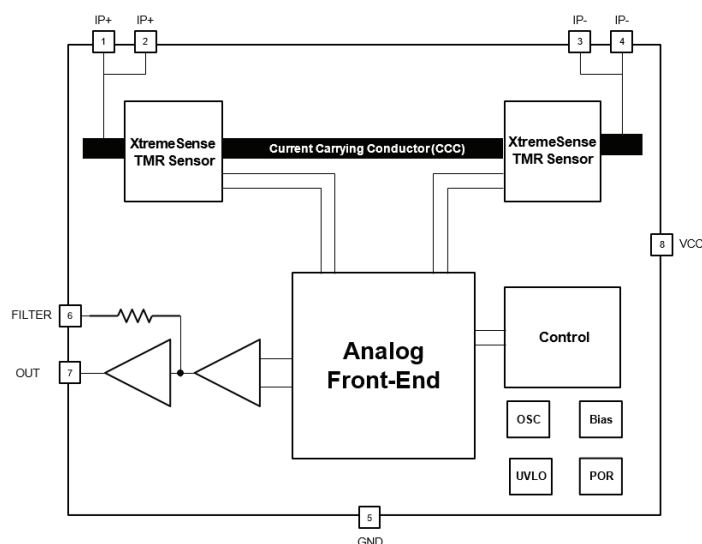 IP+ IP+ IP- IP-
1 2 3 4
XtremeSense
TMR Sensor
Current Carrying Conductor (CCC)
XtremeSense
TMR Sensor
8 VCC
FILTER 6
Analog
Front-End
Control
OUT 7
OSC Bias
UVLO POR
5
GND